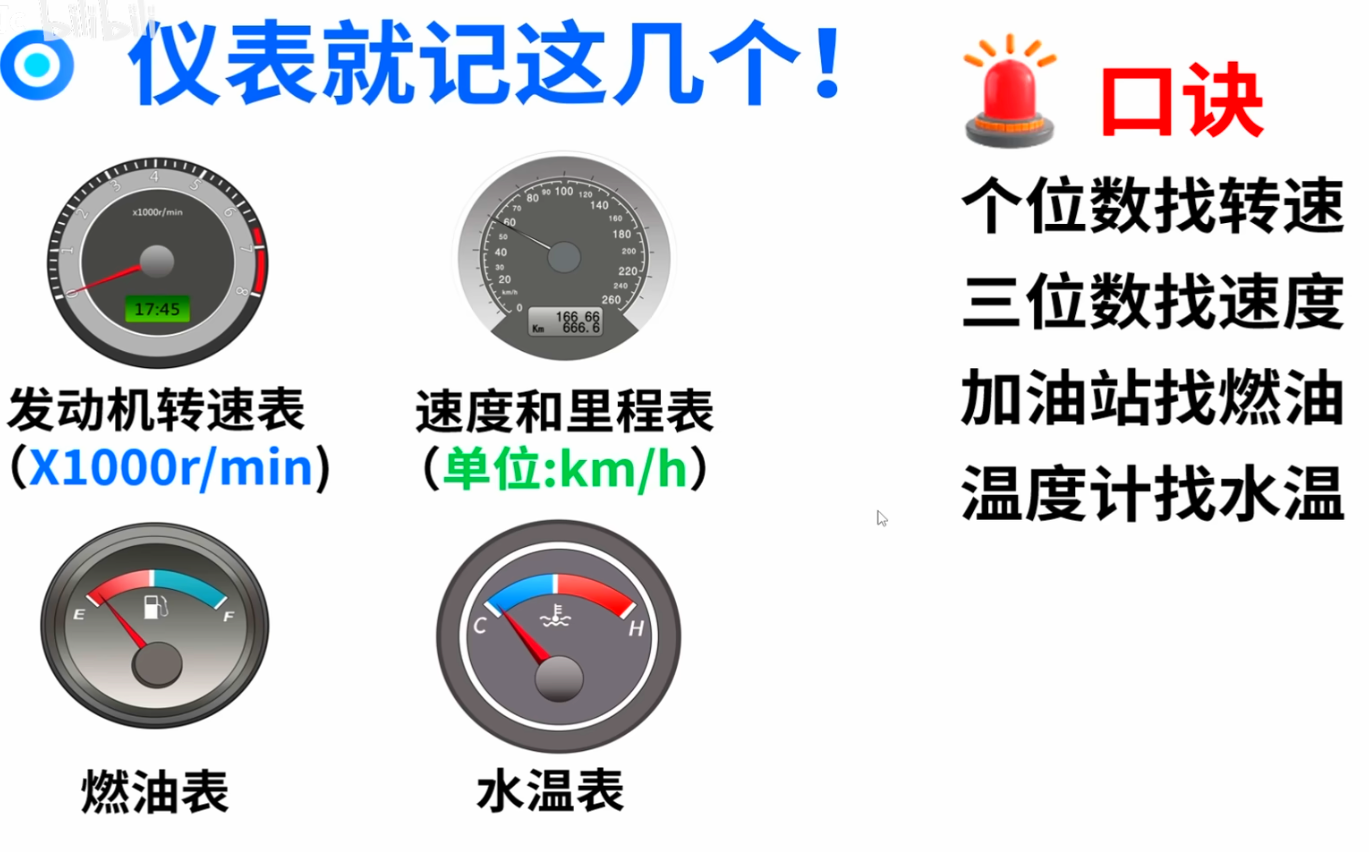 bilibili
仪表就记这几个！
口诀
个位数找转速
三位数找速度
加油站找燃油
温度计找水温
0 1 2 3 4 5 6 7 8
x1000r/min
17:45
发动机转速表
（X1000r/min）
0 20 30 40 50 60 70 80 90 100 120 140 160 180 200 220 240 260
km/h
166 66
Km 666.6
速度和里程表
（单位:km/h）
E F
燃油表
C H
水温表